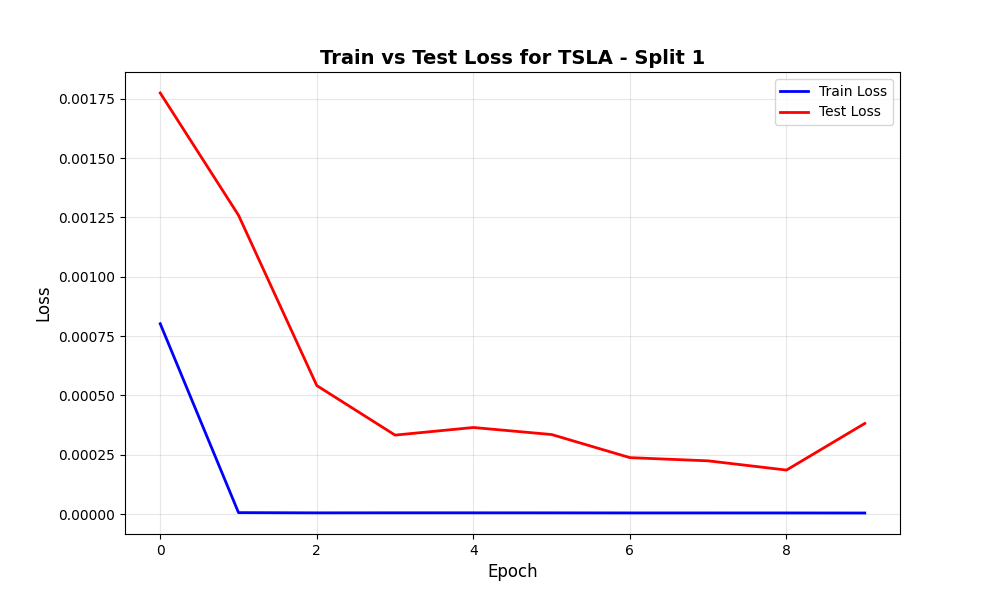 Train vs Test Loss for TSLA - Split 1
Train Loss
Test Loss
0.00175
0.00150
0.00125
0.00100
0.00075
0.00050
0.00025
0.00000
Loss
0 2 4 6 8
Epoch